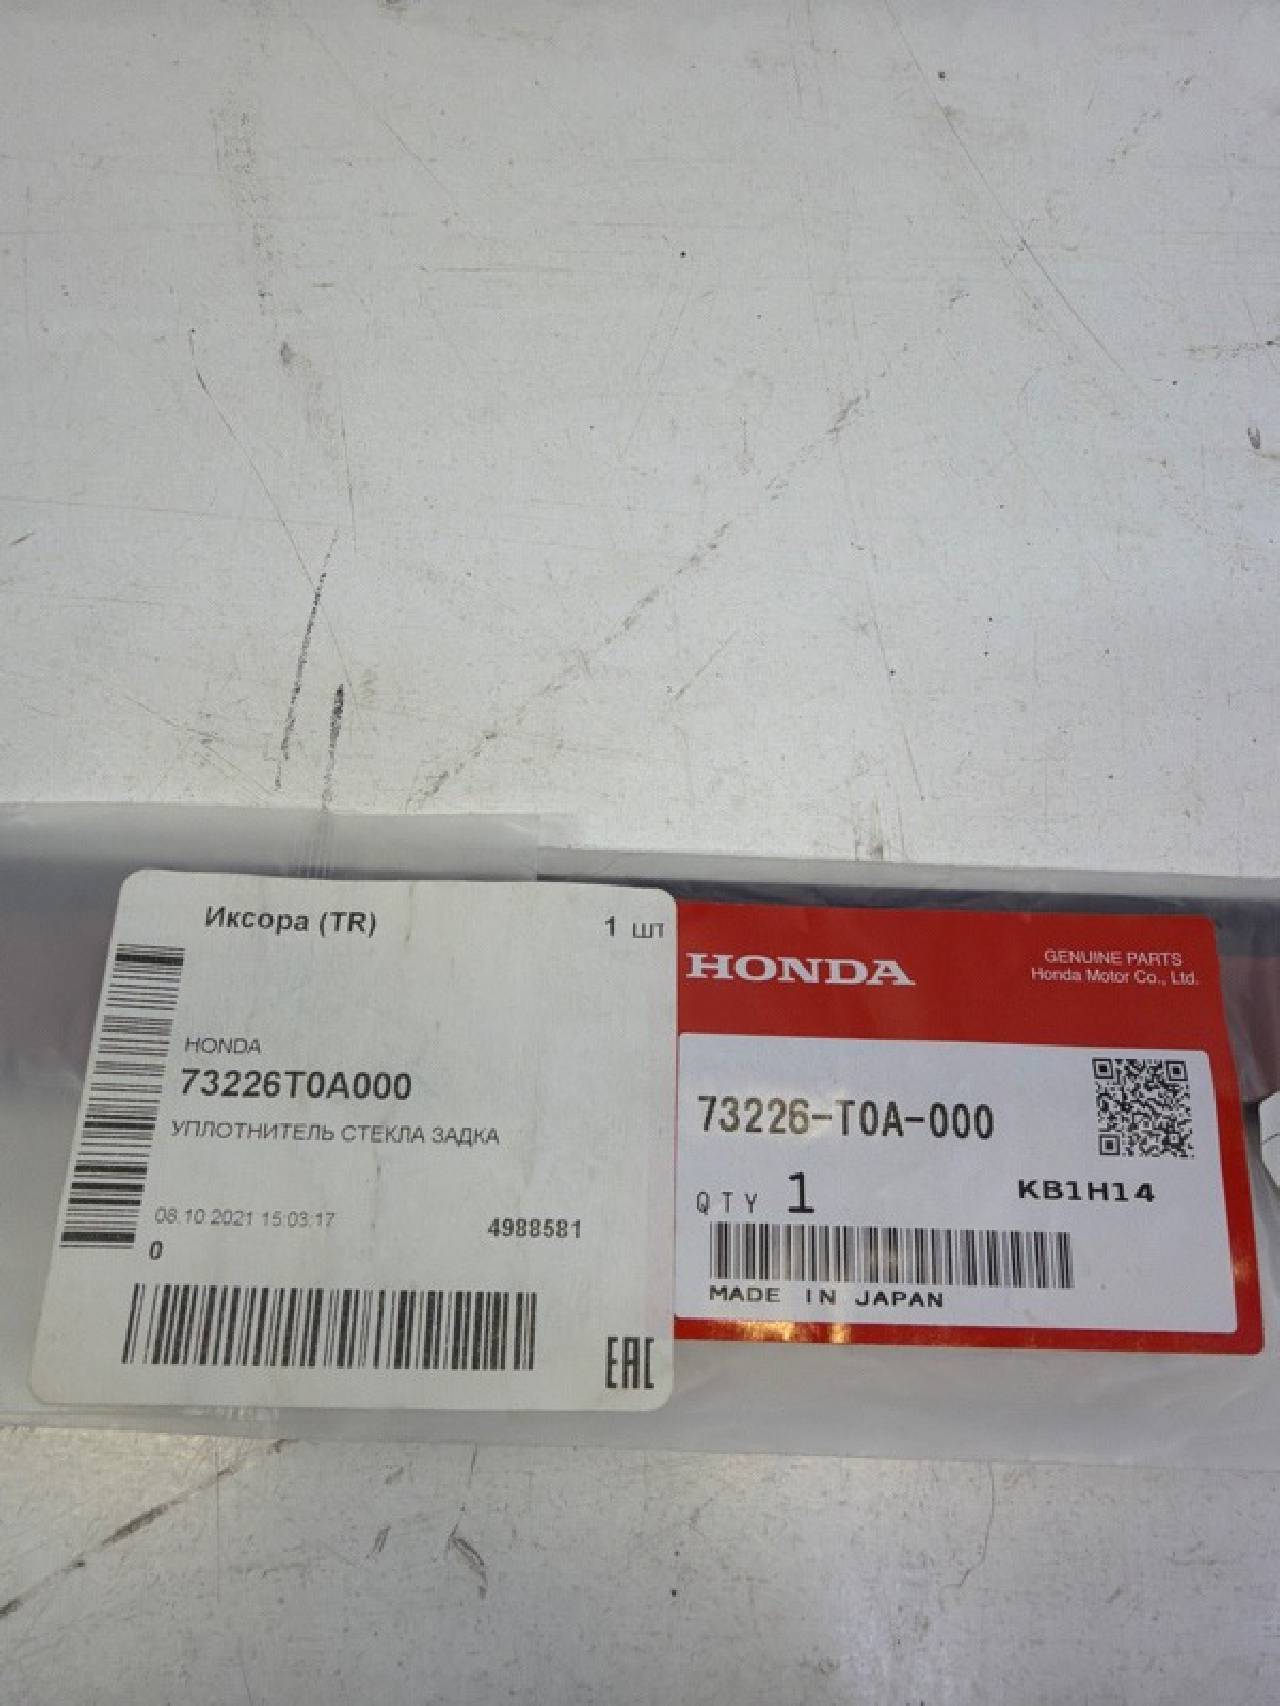 Иксора (TR)
1 шт
HONDA
73226T0A000
УПЛОТНИТЕЛЬ СТЕКЛА ЗАДКА
08.10.2021 15:03:17
4988581
0
EAC
HONDA
GENUINE PARTS
Honda Motor Co., Ltd.
73226-T0A-000
QTY 1
KB1H14
MADE IN JAPAN